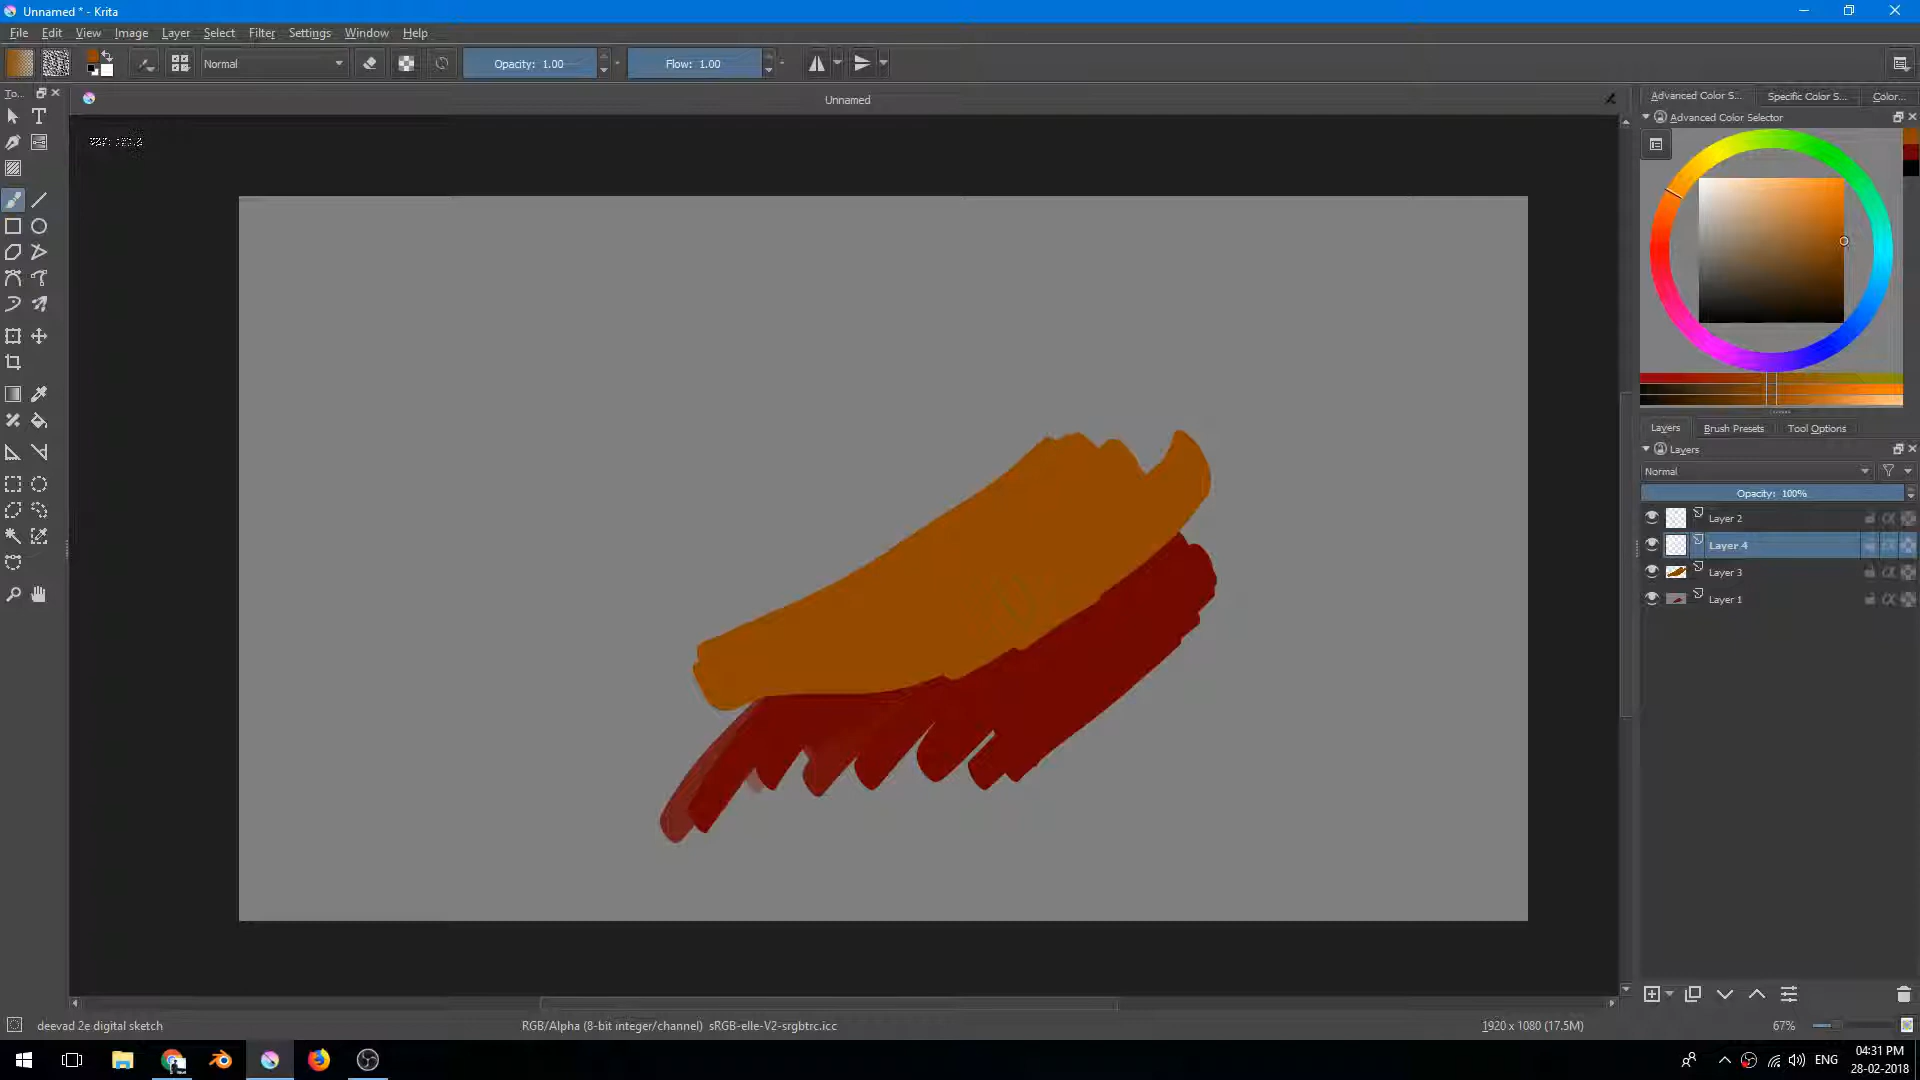 Unnamed * - Krita
File Edit View Image Layer Select Filter Settings Window Help
Normal Opacity: 1.00 Flow: 1.00
To...
Unnamed
Advanced Color S... Specific Color S... Color...
Advanced Color Selector
Layers Brush Presets Tool Options
Layers
Normal
Opacity: 100%
Layer 2
Layer 4
Layer 3
Layer 1
deevad 2e digital sketch
RGB/Alpha (8-bit integer/channel) sRGB-elle-V2-srgbtrc.icc
1920 x 1080 (17.5M)
67%
ENG
04:31 PM
28-02-2018